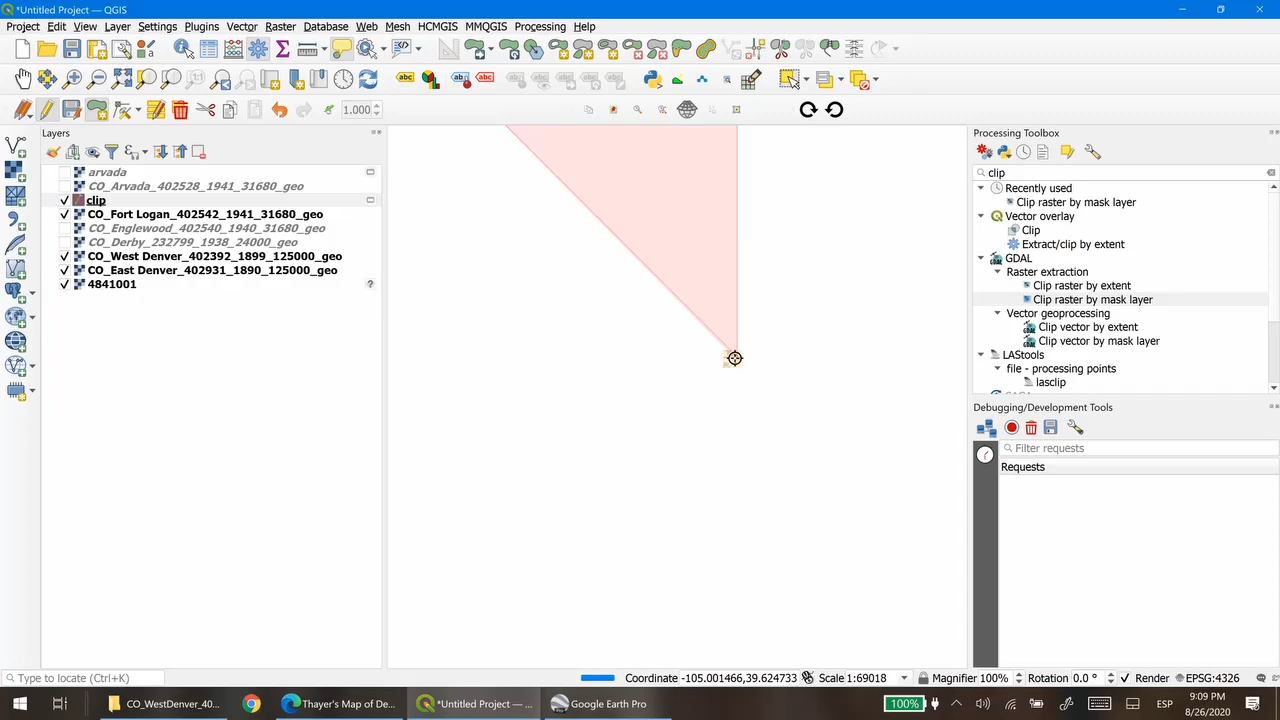 *Untitled Project — QGIS
Project Edit View Layer Settings Plugins Vector Raster Database Web Mesh HCMGIS MMQGIS Processing Help
abc abc abc
1.000
Layers
Processing Toolbox
arvada
clip
CO_Arvada_402528_1941_31680_geo
Recently used
clip
Clip raster by mask layer
CO_Fort Logan_402542_1941_31680_geo
Vector overlay
CO_Englewood_402540_1940_31680_geo
Clip
CO_Derby_232799_1938_24000_geo
Extract/clip by extent
CO_West Denver_402392_1899_125000_geo
GDAL
CO_East Denver_402931_1890_125000_geo
Raster extraction
4841001 ?
Clip raster by extent
Clip raster by mask layer
Vector geoprocessing
Clip vector by extent
Clip vector by mask layer
LAStools
file - processing points
lasclip
Debugging/Development Tools
Filter requests
Requests
Type to locate (Ctrl+K)
Coordinate -105.001466,39.624733 Scale 1:69018 Magnifier 100% Rotation 0.0 ° Render EPSG:4326
CO_WestDenver_40... Thayer's Map of De... *Untitled Project — ... Google Earth Pro 100% ESP 9:09 PM
8/26/2020